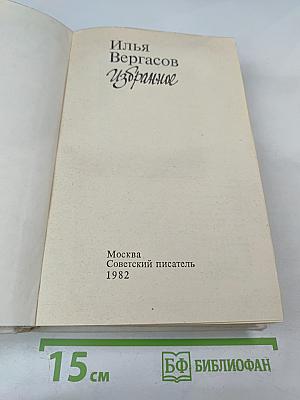 Илья
Вергасов
Избранное
Москва
Советский писатель
1982
15 см
БФ БИБЛИОФАН